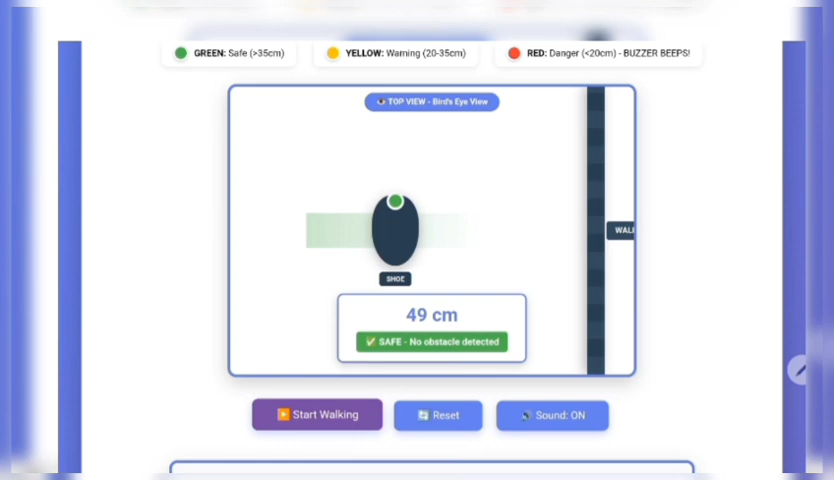 GREEN: Safe (>35cm)
YELLOW: Warning (20-35cm)
RED: Danger (<20cm) - BUZZER BEEPS!
TOP VIEW - Bird's Eye View
WALL
SHOE
49 cm
✅ SAFE - No obstacle detected
▶️ Start Walking
🔄 Reset
🔊 Sound: ON